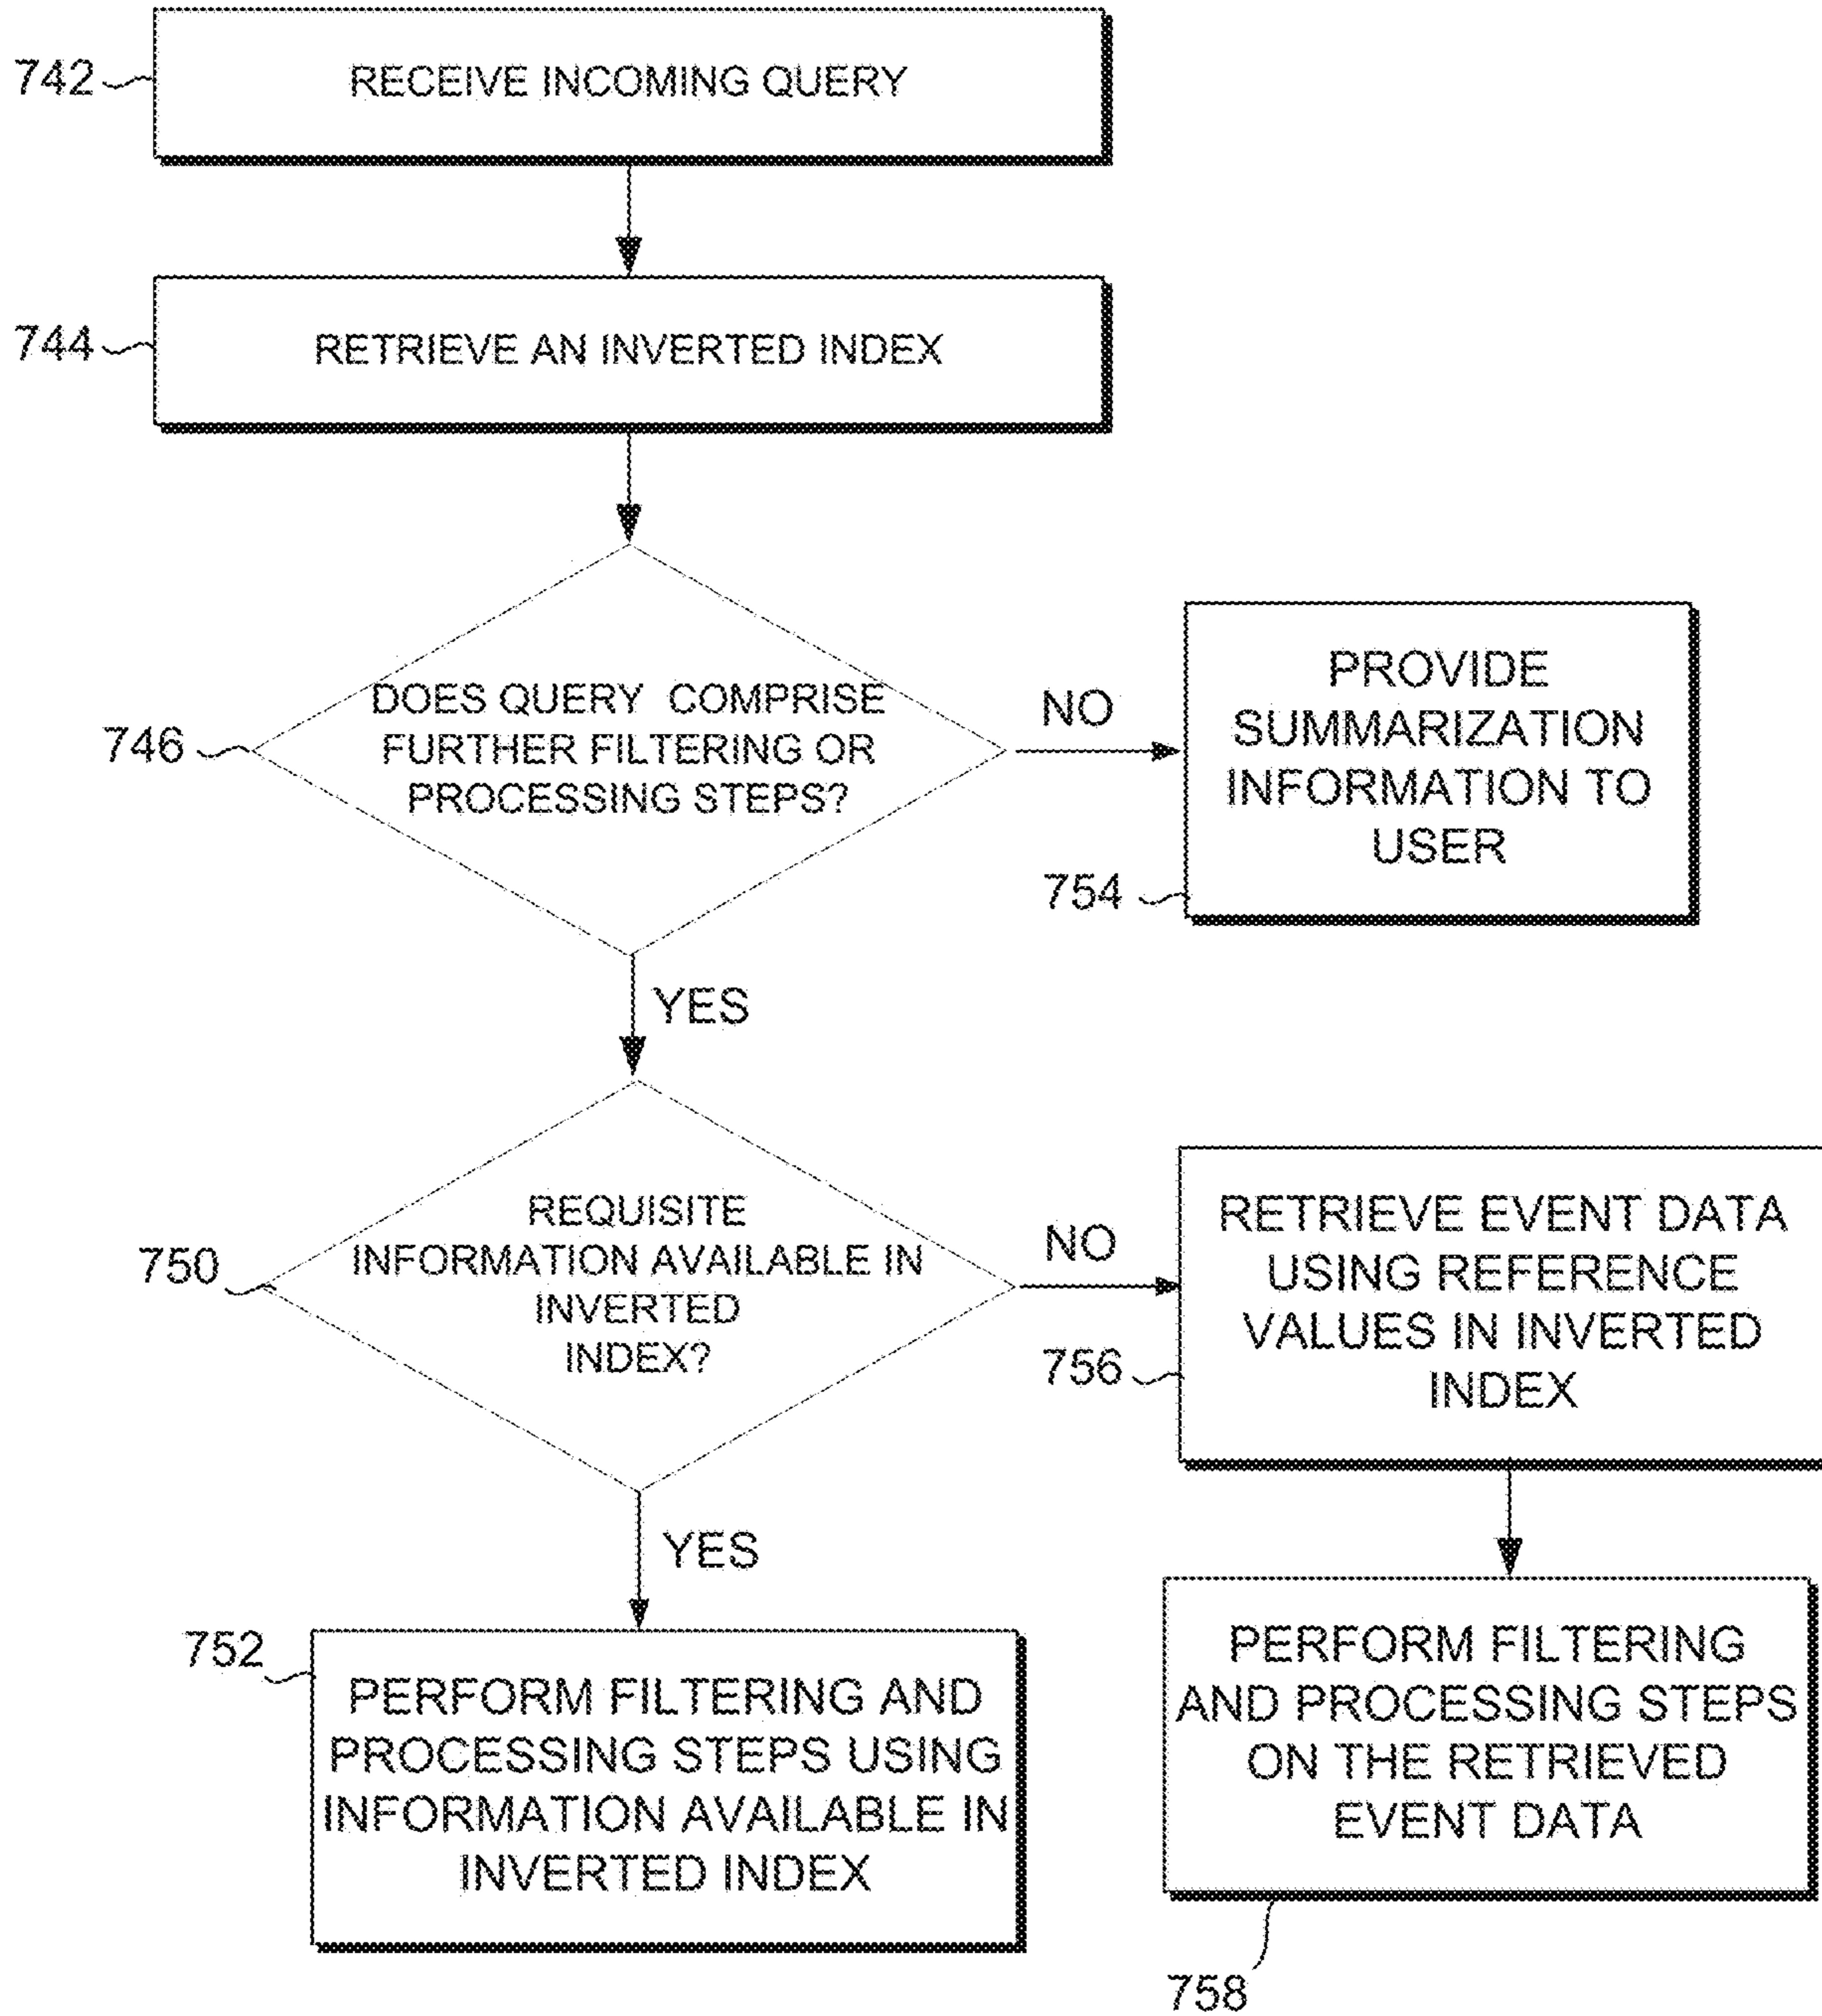 742
RECEIVE INCOMING QUERY
744
RETRIEVE AN INVERTED INDEX
746
DOES QUERY COMPRISE
FURTHER FILTERING OR
PROCESSING STEPS?
NO
PROVIDE
SUMMARIZATION
INFORMATION TO
USER
754
YES
750
REQUISITE
INFORMATION AVAILABLE IN
INVERTED
INDEX?
NO
RETRIEVE EVENT DATA
USING REFERENCE
VALUES IN INVERTED
INDEX
756
YES
752
PERFORM FILTERING AND
PROCESSING STEPS USING
INFORMATION AVAILABLE IN
INVERTED INDEX
PERFORM FILTERING
AND PROCESSING STEPS
ON THE RETRIEVED
EVENT DATA
758